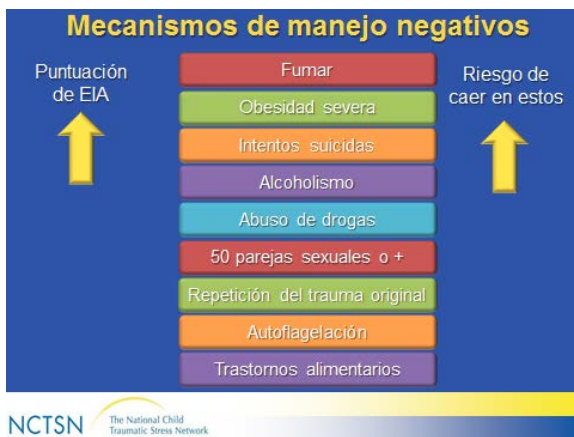 Mecanismos de manejo negativos
Puntuación
de EIA
Riesgo de
caer en estos
Fumar
Obesidad severa
Intentos suicidas
Alcoholismo
Abuso de drogas
50 parejas sexuales o +
Repetición del trauma original
Autoflagelación
Trastornos alimentarios
NCTSN
The National Child
Traumatic Stress Network